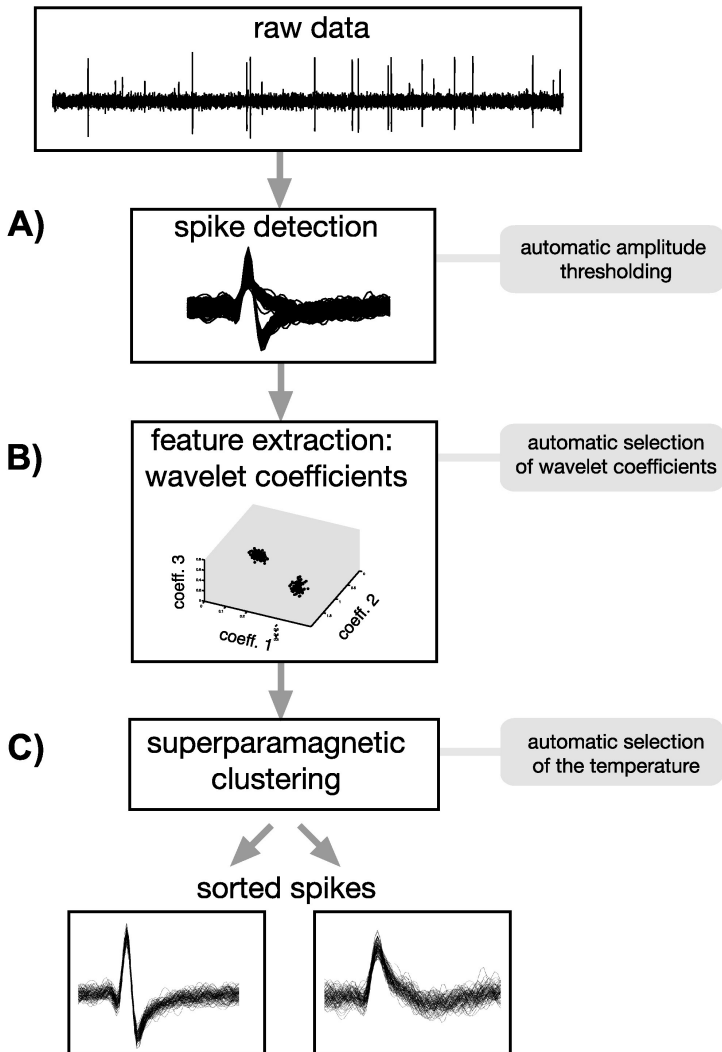 raw data
A)
spike detection
automatic amplitude
thresholding
B)
feature extraction:
wavelet coefficients
automatic selection
of wavelet coefficients
coeff. 3
coeff. 2
coeff. 1
C)
superparamagnetic
clustering
automatic selection
of the temperature
sorted spikes